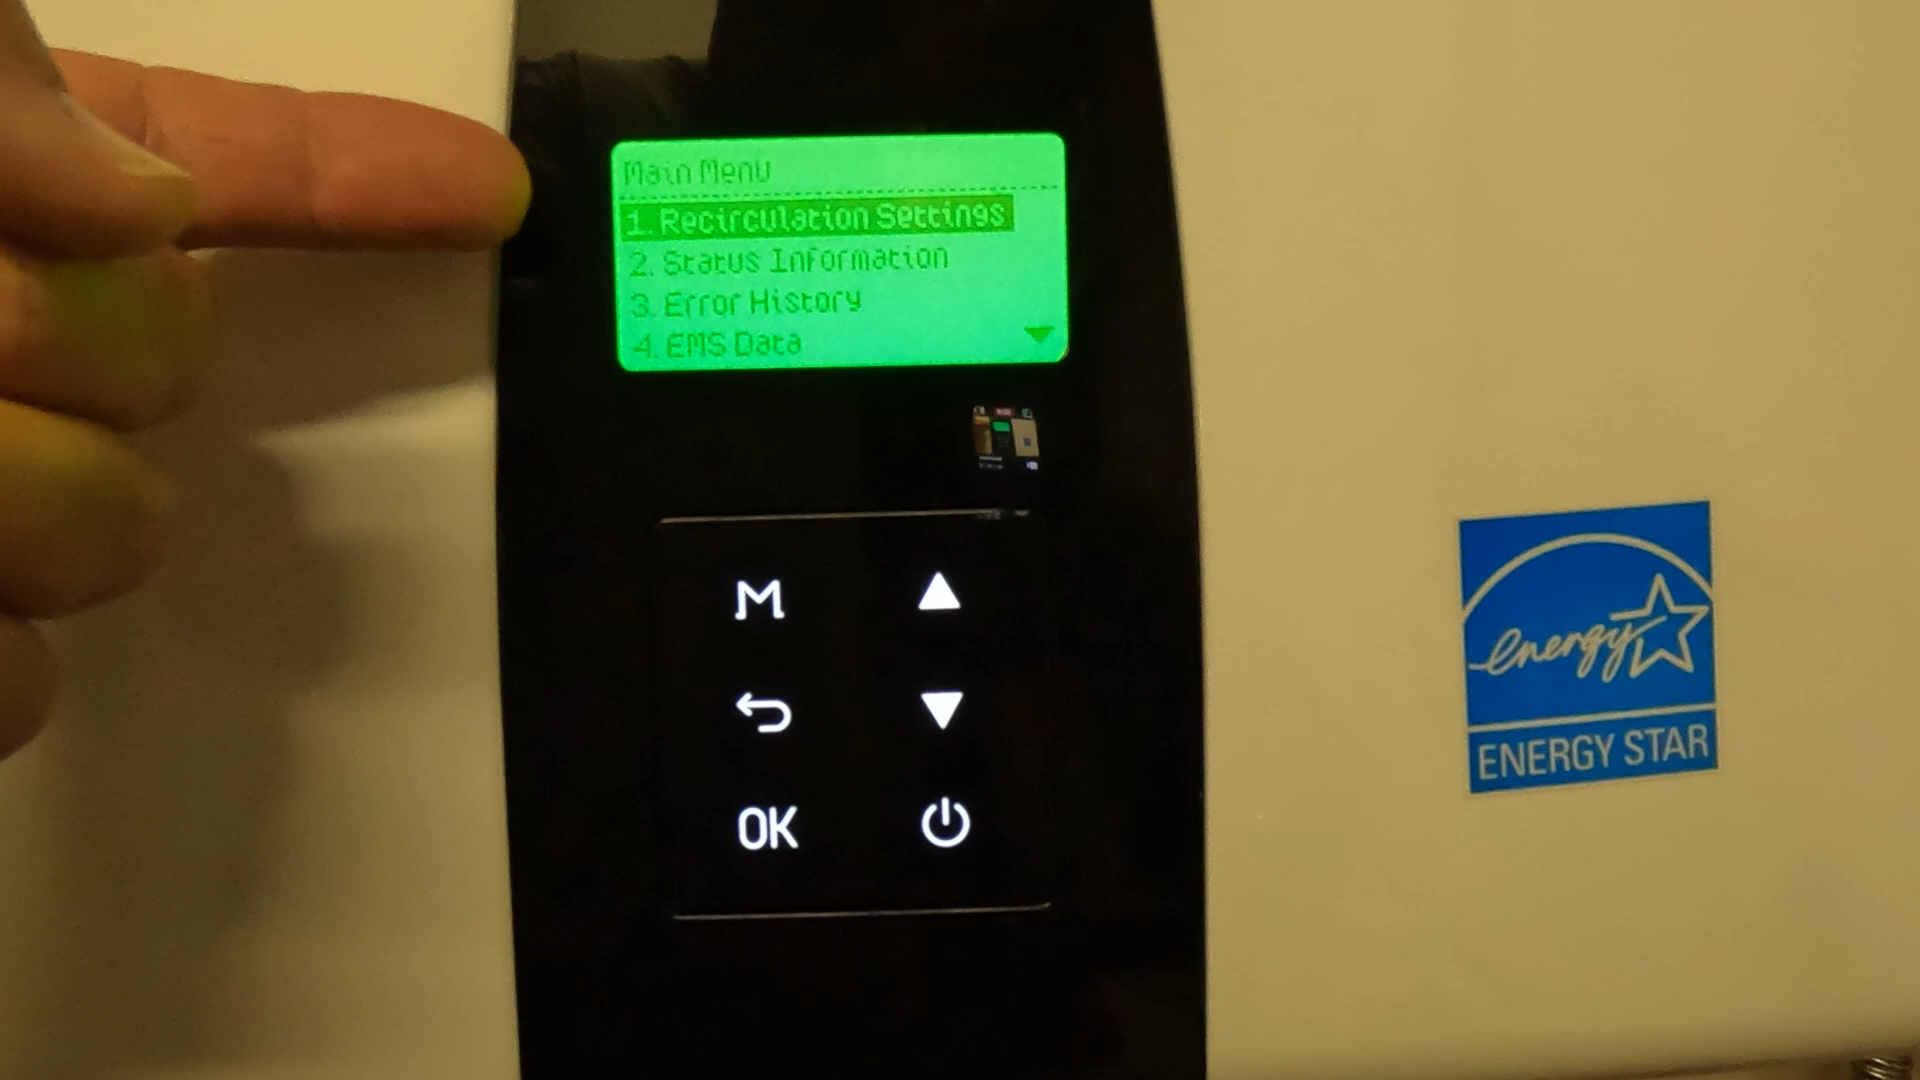 Main Menu
1. Recirculation Settings
2. Status Information
3. Error History
4. EMS Data
M
OK
energy
ENERGY STAR